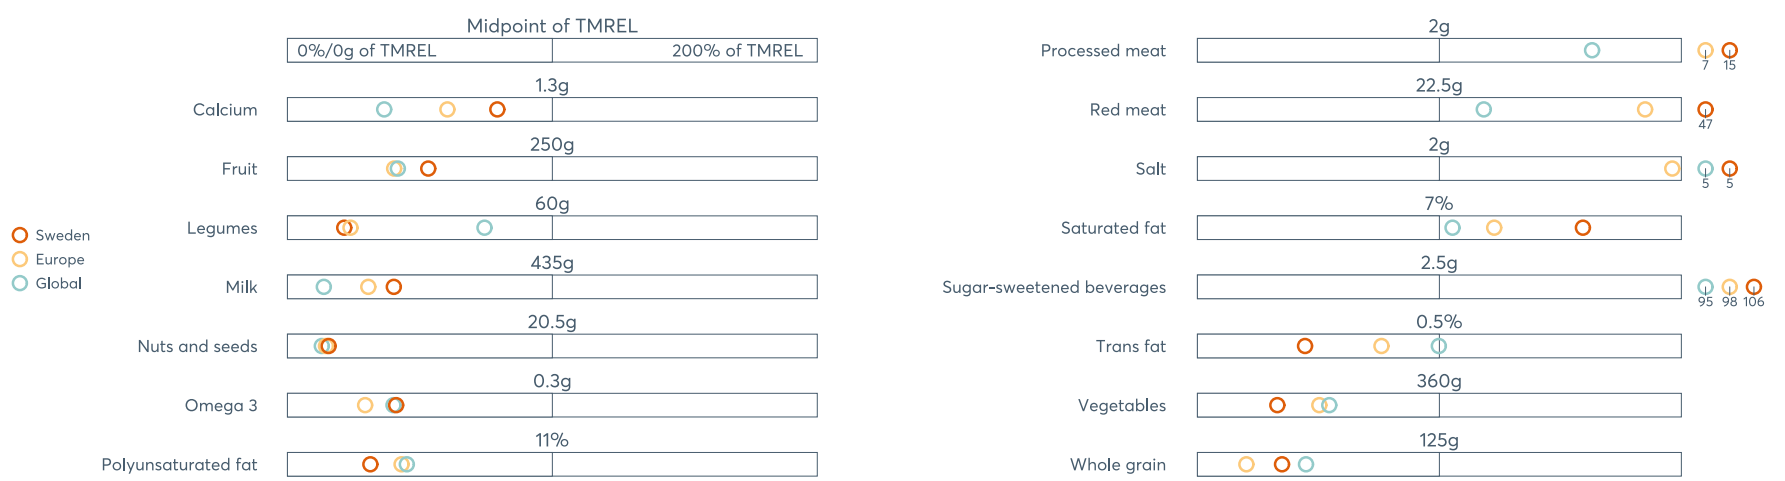 Midpoint of TMREL
0%/0g of TMREL 200% of TMREL
1.3g
Calcium
250g
Fruit
60g
Legumes
435g
Milk
20.5g
Nuts and seeds
0.3g
Omega 3
11%
Polyunsaturated fat
Sweden
Europe
Global
2g
Processed meat
7 15
22.5g
Red meat
47
2g
Salt
5 5
7%
Saturated fat
2.5g
Sugar-sweetened beverages
95 98 106
0.5%
Trans fat
360g
Vegetables
125g
Whole grain